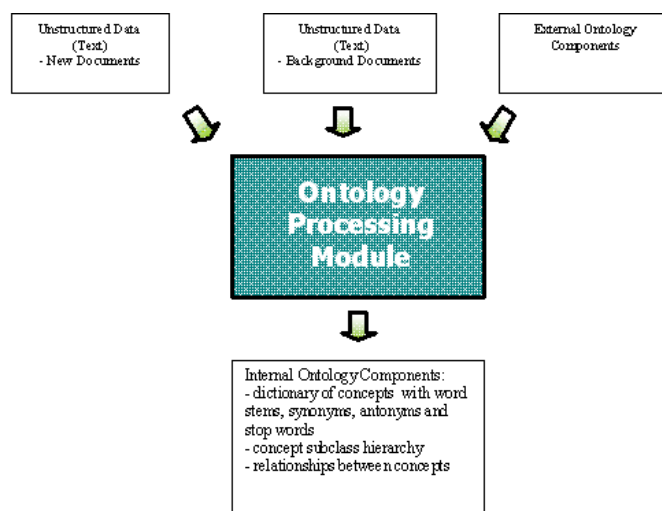 Unstructured Data
(Text)
- New Documents
Unstructured Data
(Text)
- Background Documents
External Ontology
Components
Ontology
Processing
Module
Internal Ontology Components:
- dictionary of concepts with word
stems, synonyms, antonyms and
stop words
- concept subclass hierarchy
- relationships between concepts